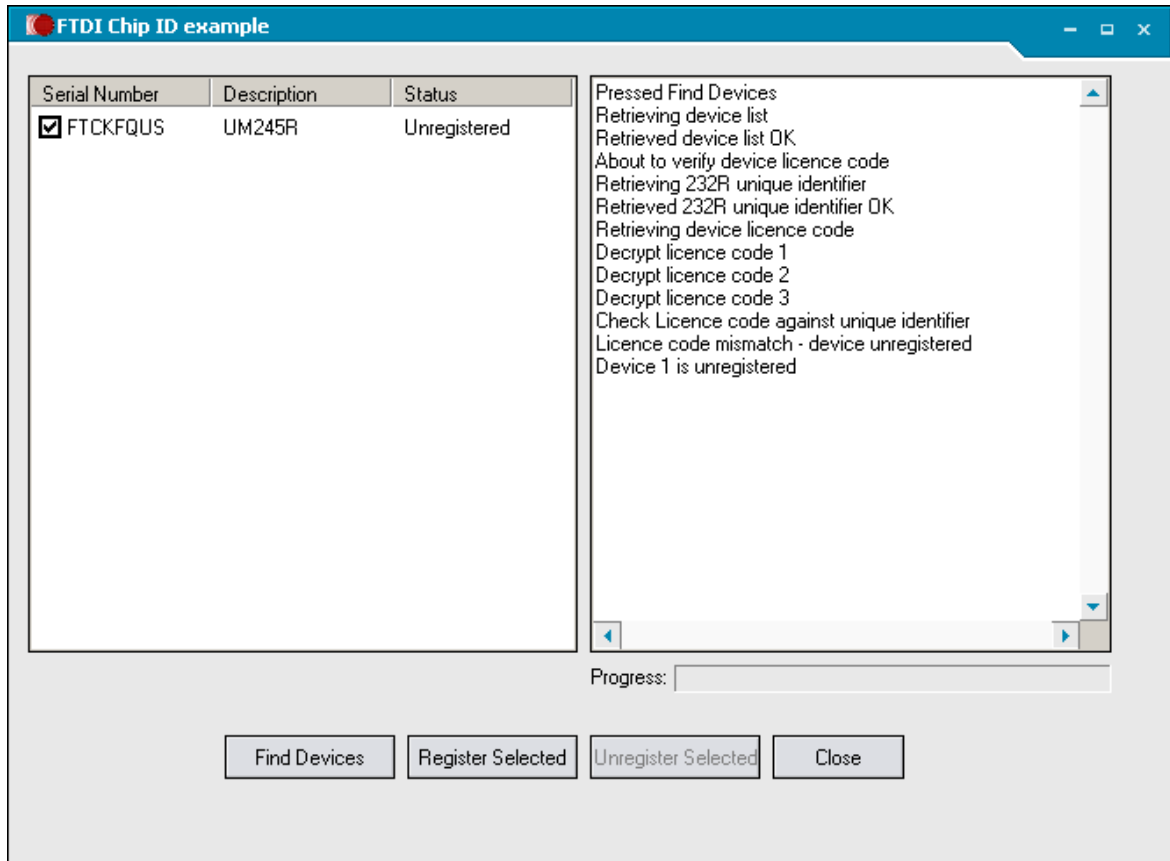 FTDI Chip ID example
Serial Number Description Status
FTCKFQUS UM245R Unregistered
Pressed Find Devices
Retrieving device list
Retrieved device list OK
About to verify device licence code
Retrieving 232R unique identifier
Retrieved 232R unique identifier OK
Retrieving device licence code
Decrypt licence code 1
Decrypt licence code 2
Decrypt licence code 3
Check Licence code against unique identifier
Licence code mismatch - device unregistered
Device 1 is unregistered
Progress:
Find Devices Register Selected Unregister Selected Close